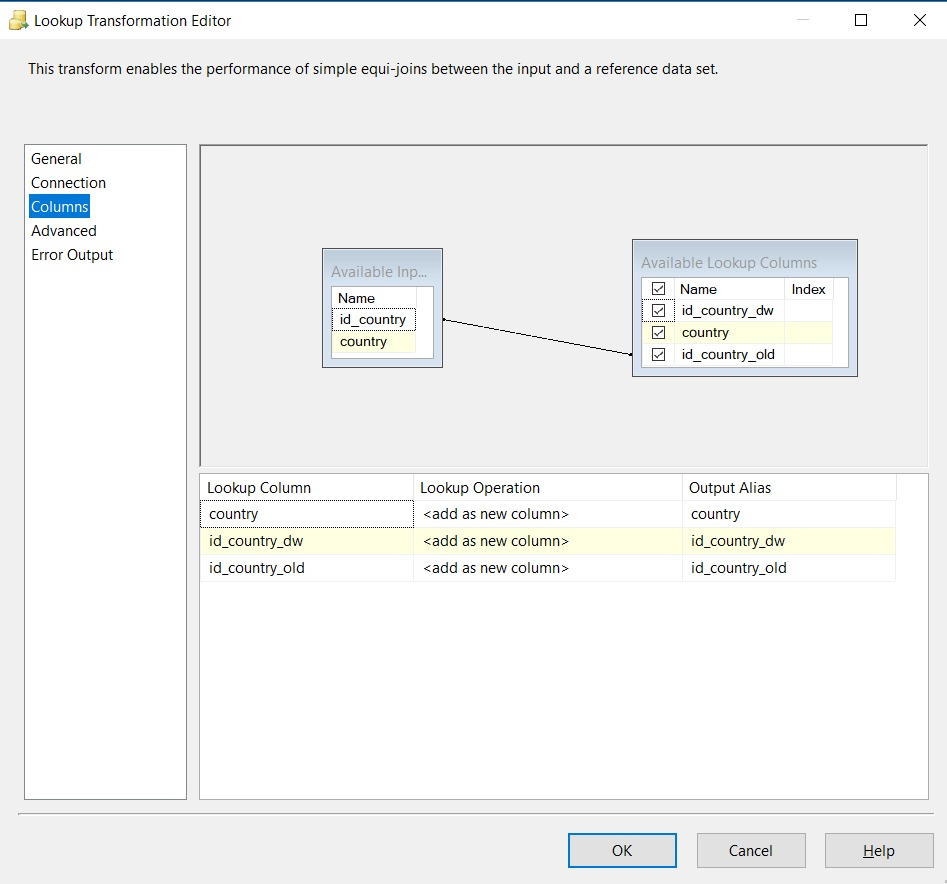 Lookup Transformation Editor
This transform enables the performance of simple equi-joins between the input and a reference data set.
General
Connection
Columns
Advanced
Error Output
Available Inp...
Name
id_country
country
Available Lookup Columns
Name Index
id_country_dw
country
id_country_old
Lookup Column Lookup Operation Output Alias
country <add as new column> country
id_country_dw <add as new column> id_country_dw
id_country_old <add as new column> id_country_old
OK Cancel Help